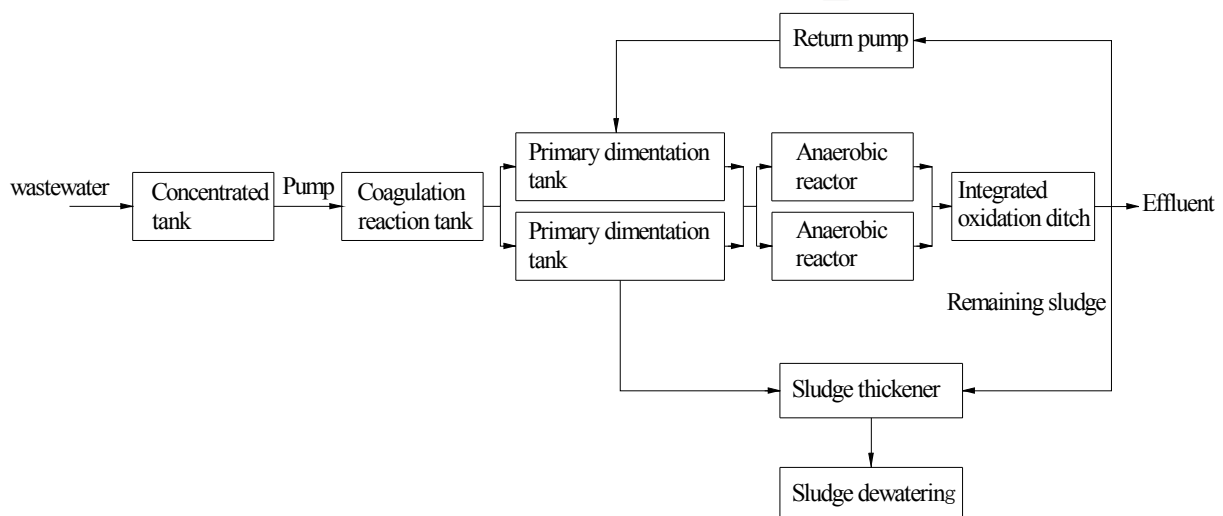 Return pump
Primary dimentation
tank
Anaerobic
reactor
wastewater
Concentrated
tank
Pump
Coagulation
reaction tank
Integrated
oxidation ditch
Effluent
Primary dimentation
tank
Anaerobic
reactor
Remaining sludge
Sludge thickener
Sludge dewatering